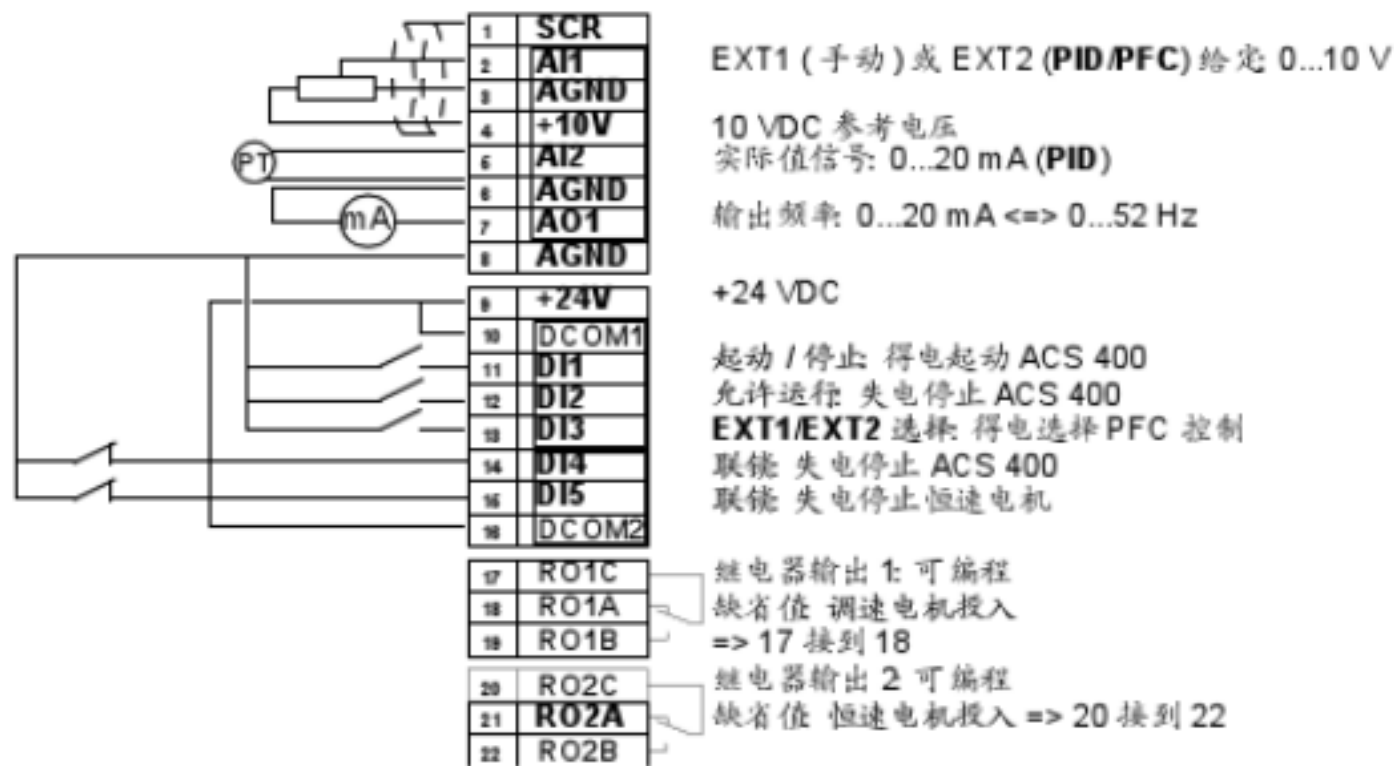 1 SCR
2 AI1 EXT1 (手动)或 EXT2 (PID/PFC) 给定: 0...10 V
3 AGND
4 +10V 10 VDC 参考电压
5 AI2 实际值信号: 0...20 mA (PID)
6 AGND
7 AO1 输出频率: 0...20 mA <=> 0...52 Hz
8 AGND
PT
mA
9 +24V +24 VDC
10 DCOM1
11 DI1 起动 / 停止: 得电起动 ACS 400
12 DI2 允许运行: 失电停止 ACS 400
13 DI3 EXT1/EXT2 选择: 得电选择 PFC 控制
14 DI4 联锁: 失电停止 ACS 400
15 DI5 联锁: 失电停止恒速电机
16 DCOM2
17 RO1C 继电器输出 1: 可编程
18 RO1A 缺省值: 调速电机投入
19 RO1B => 17 接到 18
20 RO2C 继电器输出 2: 可编程
21 RO2A 缺省值: 恒速电机投入 => 20 接到 22
22 RO2B